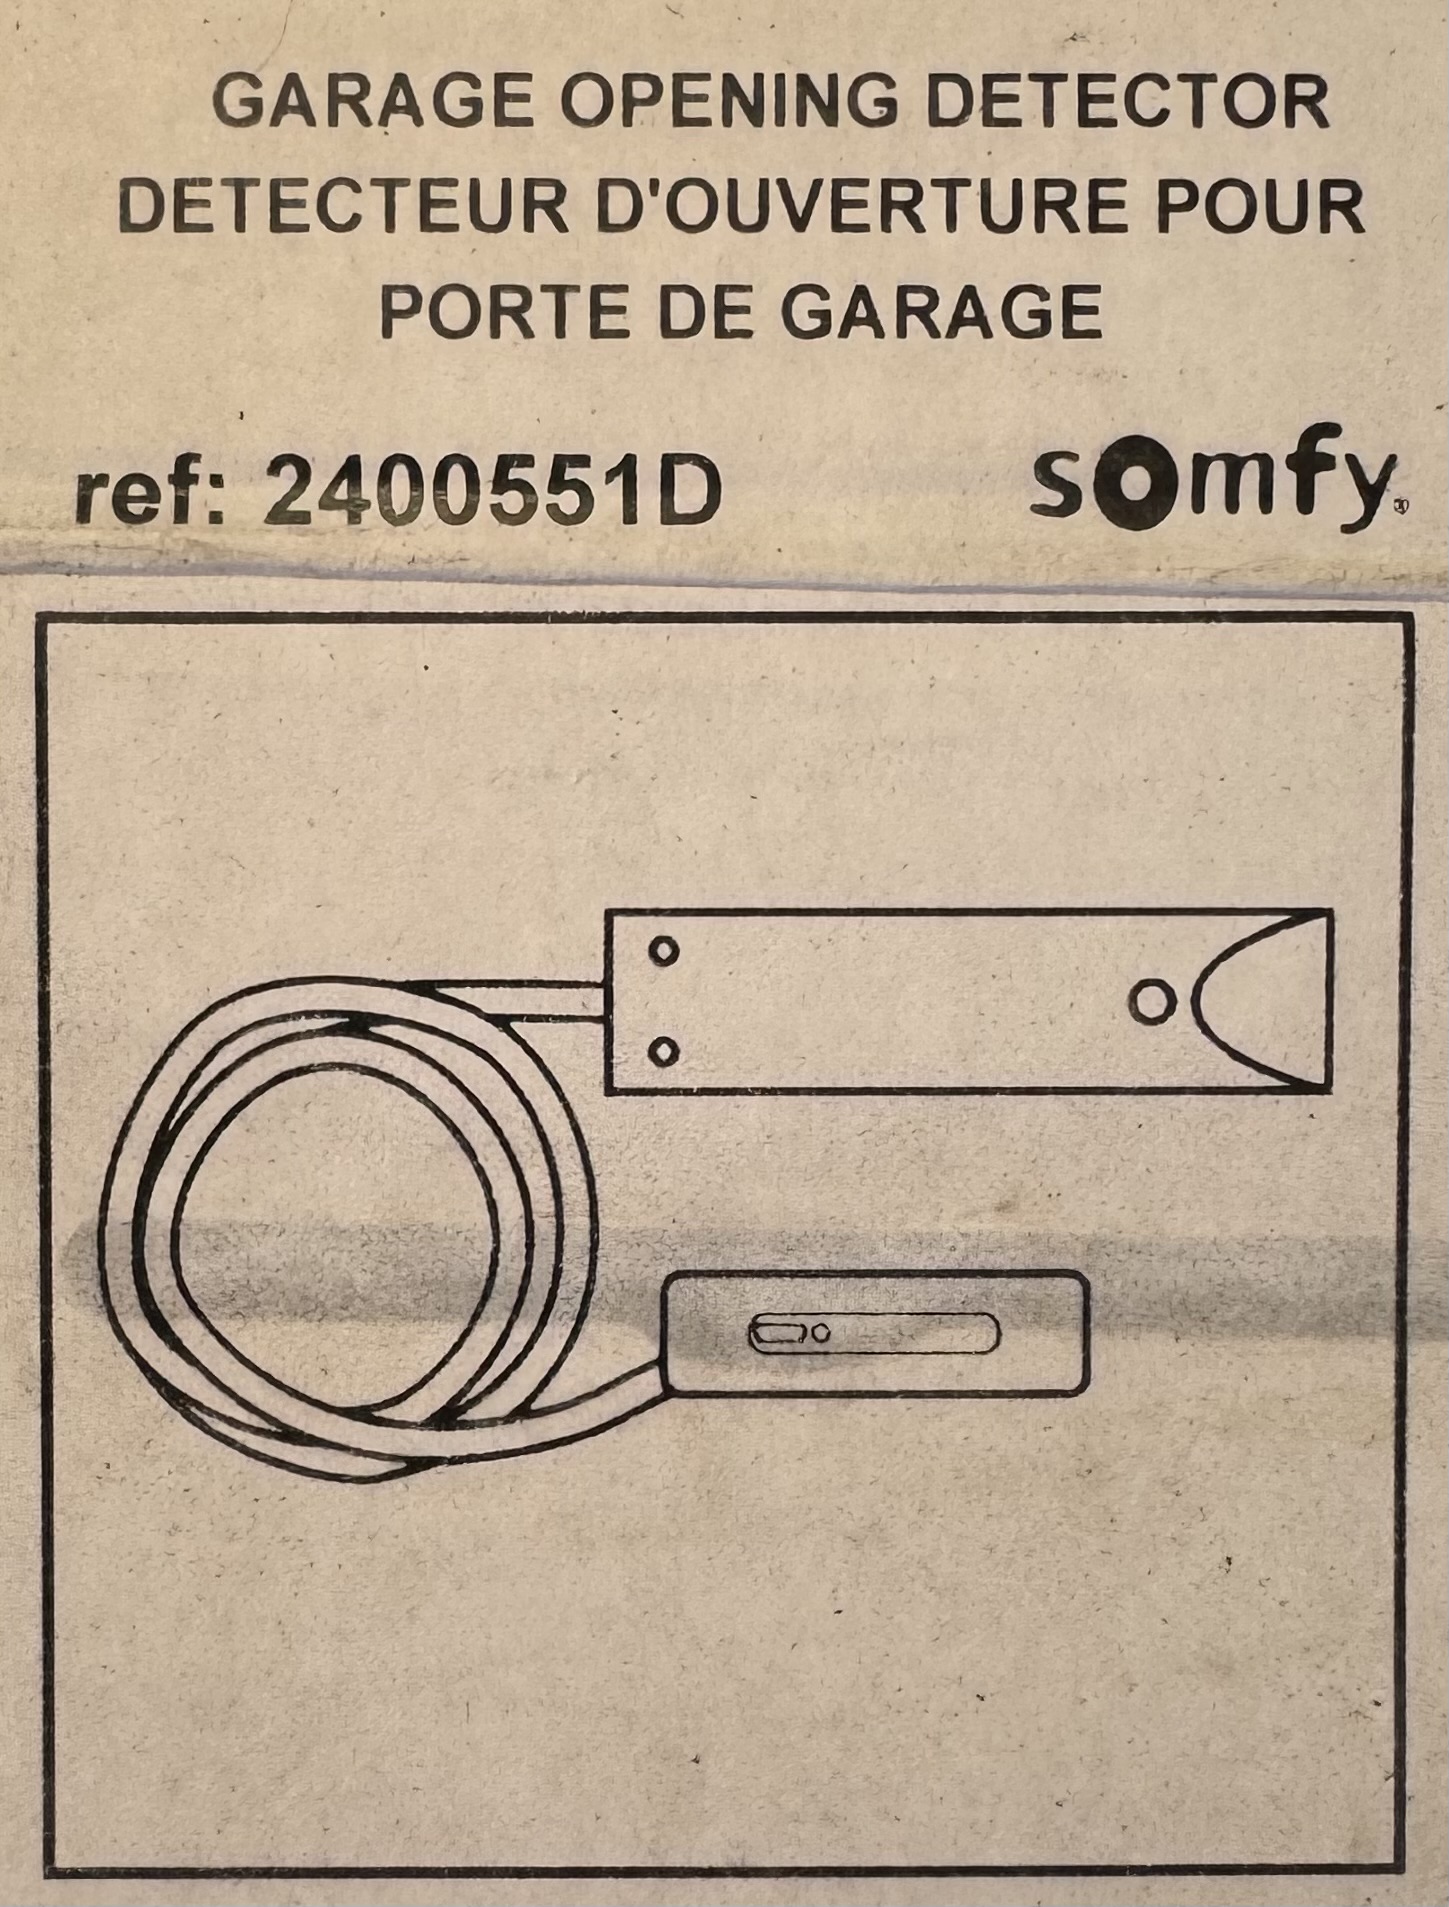 GARAGE OPENING DETECTOR
DETECTEUR D'OUVERTURE POUR
PORTE DE GARAGE
ref: 2400551D
somfy®